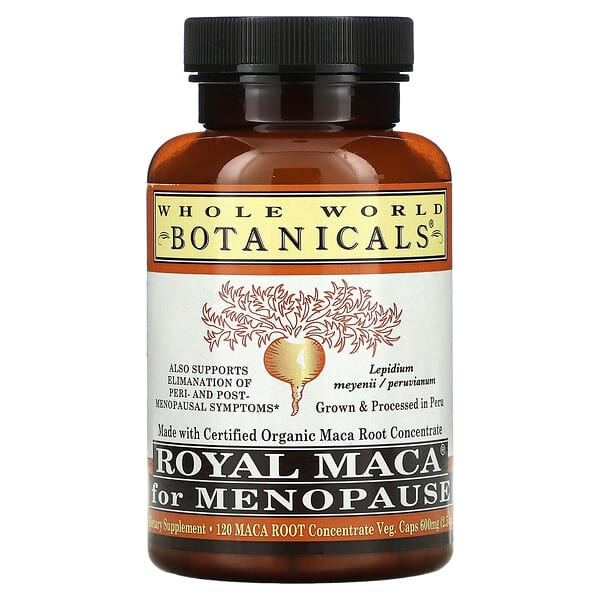 WHOLE WORLD
BOTANICALS®
ALSO SUPPORTS
ELIMANATION OF
PERI- AND POST-
MENOPAUSAL SYMPTOMS*
Lepidium
meyenii / peruvianum
Grown & Processed in Peru
Made with Certified Organic Maca Root Concentrate
ROYAL MACA®
for MENOPAUSE
Dietary Supplement • 120 MACA ROOT Concentrate Veg. Caps 600mg